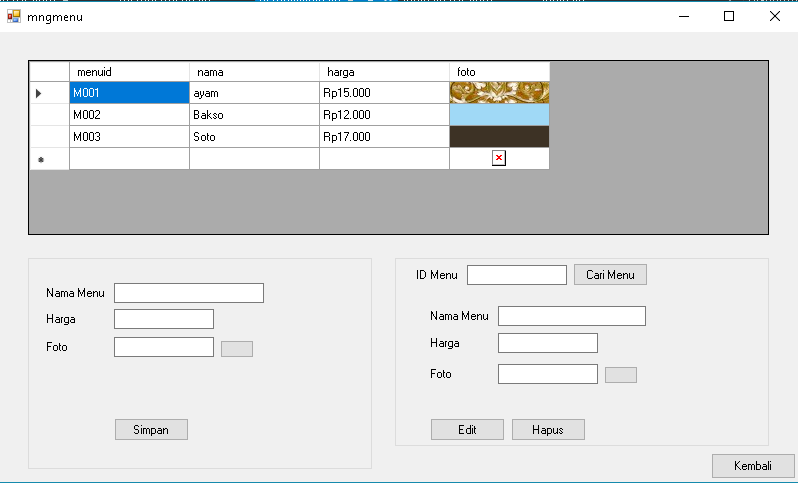 mngmenu
menuid nama harga foto
M001 ayam Rp15.000
M002 Bakso Rp12.000
M003 Soto Rp17.000
ID Menu Cari Menu
Nama Menu
Harga
Foto
Simpan
Nama Menu
Harga
Foto
Edit Hapus
Kembali